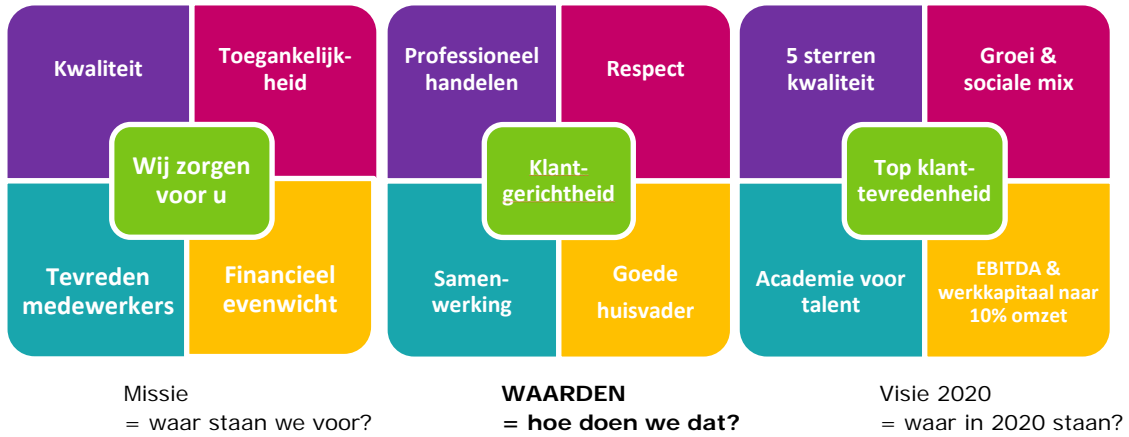 Kwaliteit
Toegankelijk-
heid
Wij zorgen
voor u
Tevreden
medewerkers
Financieel
evenwicht
Missie
= waar staan we voor?
Professioneel
handelen
Respect
Klant-
gerichtheid
Samen-
werking
Goede
huisvader
WAARDEN
= hoe doen we dat?
5 sterren
kwaliteit
Groei &
sociale mix
Top klant-
tevredenheid
Academie voor
talent
EBITDA &
werkkapitaal naar
10% omzet
Visie 2020
= waar in 2020 staan?